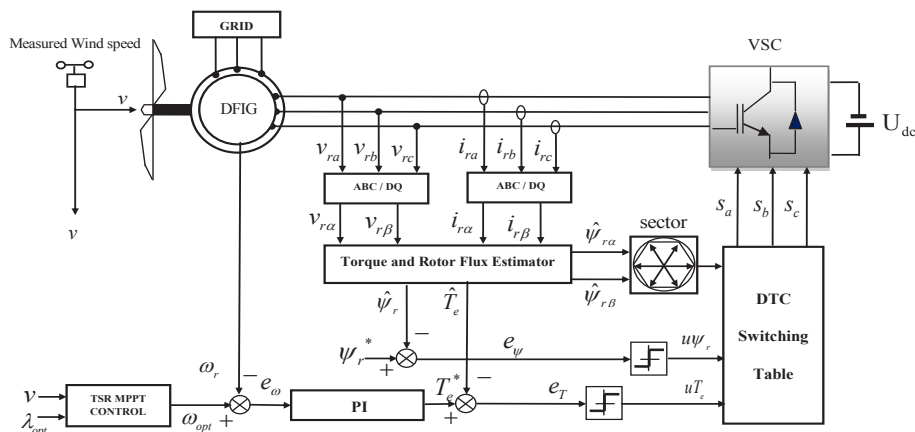 GRID
Measured Wind speed
VSC
v
DFIG
U_dc
v_ra
v_rb
v_rc
i_ra
i_rb
i_rc
ABC / DQ
ABC / DQ
s_a
s_b
s_c
v_rα
v_rβ
i_rα
i_rβ
v
ψ̂_rα
sector
Torque and Rotor Flux Estimator
ψ̂_rβ
ψ̂_r
T̂_e
DTC
Switching
Table
−
ψ_r*
+
e_ψ
uψ_r
ω_r
−
e_ω
T_e*
−
e_T
uT_e
v
λ_opt
TSR MPPT
CONTROL
ω_opt
+
PI
+